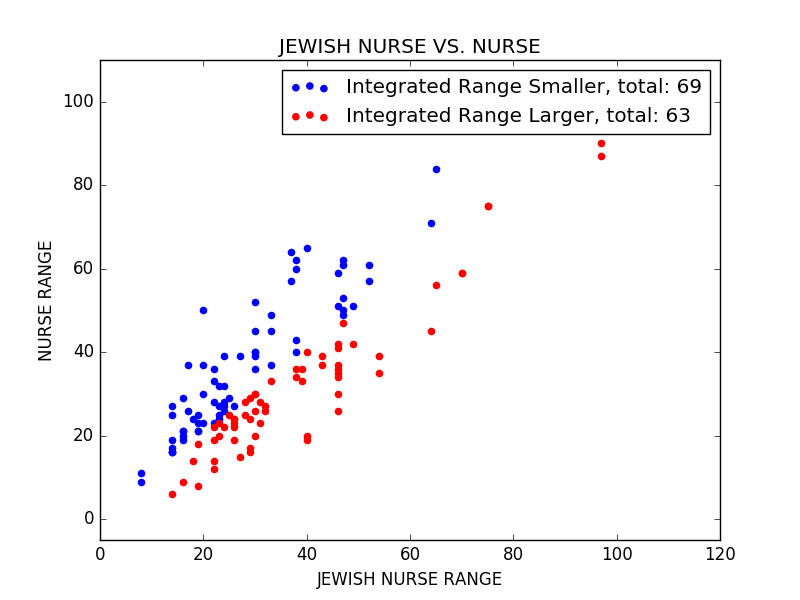 JEWISH NURSE VS. NURSE
Integrated Range Smaller, total: 69
Integrated Range Larger, total: 63
100
80
60
40
20
0
NURSE RANGE
0 20 40 60 80 100 120
JEWISH NURSE RANGE